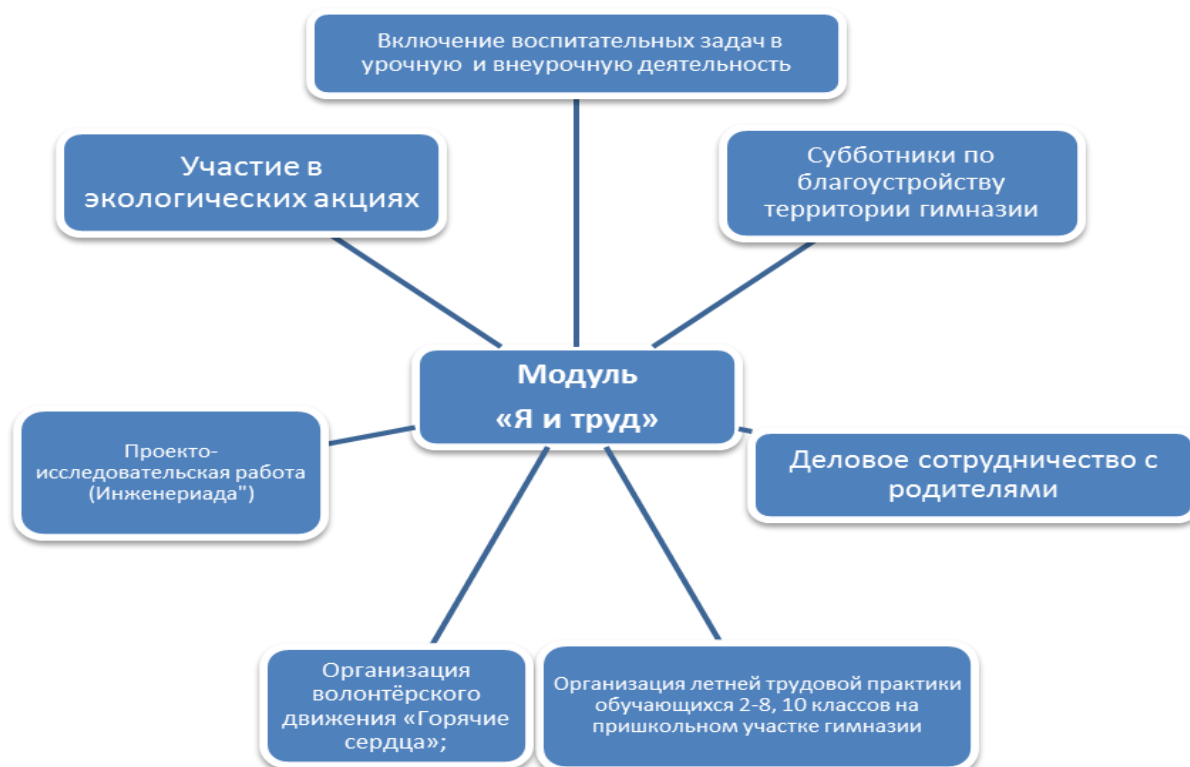 Включение воспитательных задач в
урочную и внеурочную деятельность
Участие в
экологических акциях
Субботники по
благоустройству
территории гимназии
Модуль
«Я и труд»
Проекто-
исследовательская работа
(Инженериада")
Деловое сотрудничество с
родителями
Организация
волонтёрского
движения «Горячие
сердца»;
Организация летней трудовой практики
обучающихся 2-8, 10 классов на
пришкольном участке гимназии